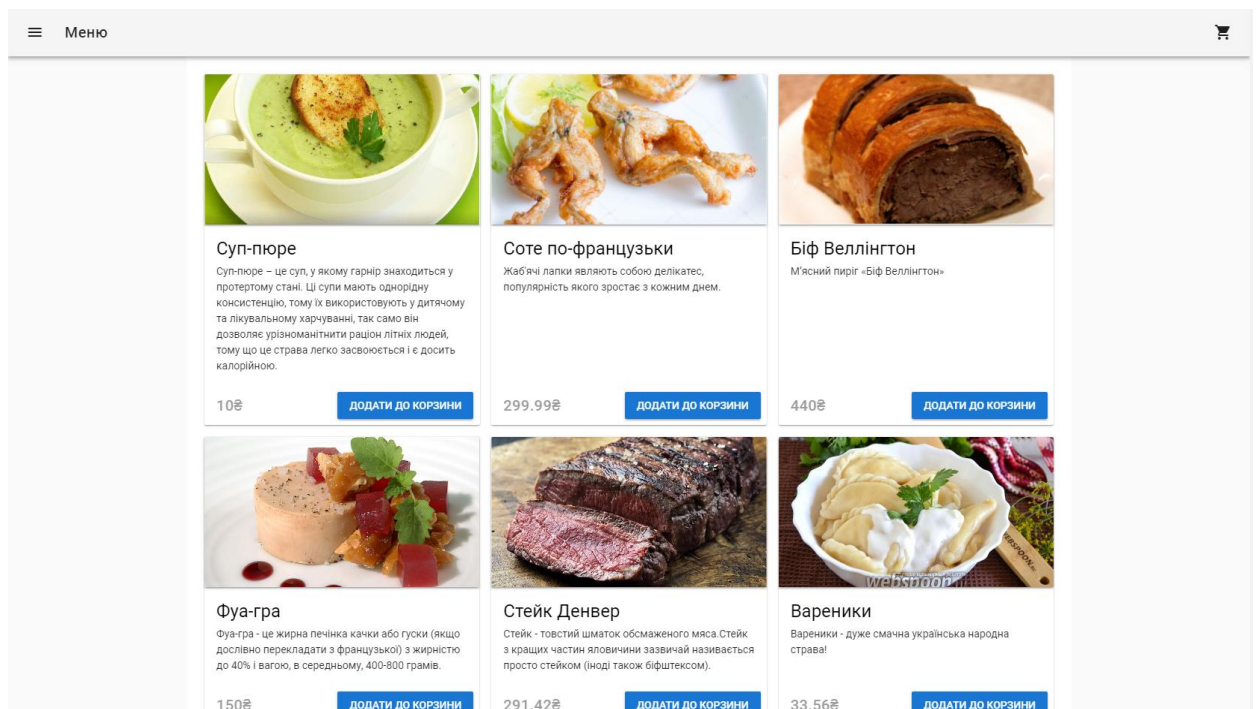 Меню
Суп-пюре
Суп-пюре – це суп, у якому гарнір знаходиться у
протертому стані. Ці супи мають однорідну
консистенцію, тому їх використовують у дитячому
та лікувальному харчуванні, так само він
дозволяє урізноманітнити раціон літніх людей,
тому що це страва легко засвоюється і є досить
калорійною.
10₴
ДОДАТИ ДО КОРЗИНИ
Соте по-французьки
Жаб'ячі лапки являють собою делікатес,
популярність якого зростає з кожним днем.
299.99₴
ДОДАТИ ДО КОРЗИНИ
Біф Веллінгтон
М'ясний пиріг «Біф Веллінгтон»
440₴
ДОДАТИ ДО КОРЗИНИ
Фуа-гра
Фуа-гра - це жирна печінка качки або гуски (якщо
дослівно перекладати з французької) з жирністю
до 40% і вагою, в середньому, 400-800 грамів.
150₴
ДОДАТИ ДО КОРЗИНИ
Стейк Денвер
Стейк - товстий шматок обсмаженого мяса.Стейк
з кращих частин яловичини зазвичай називається
просто стейком (іноді також біфштексом).
291.42₴
ДОДАТИ ДО КОРЗИНИ
webspoon
WEBSPOON.RU
Вареники
Вареники - дуже смачна українська народна
страва!
33.56₴
ДОДАТИ ДО КОРЗИНИ